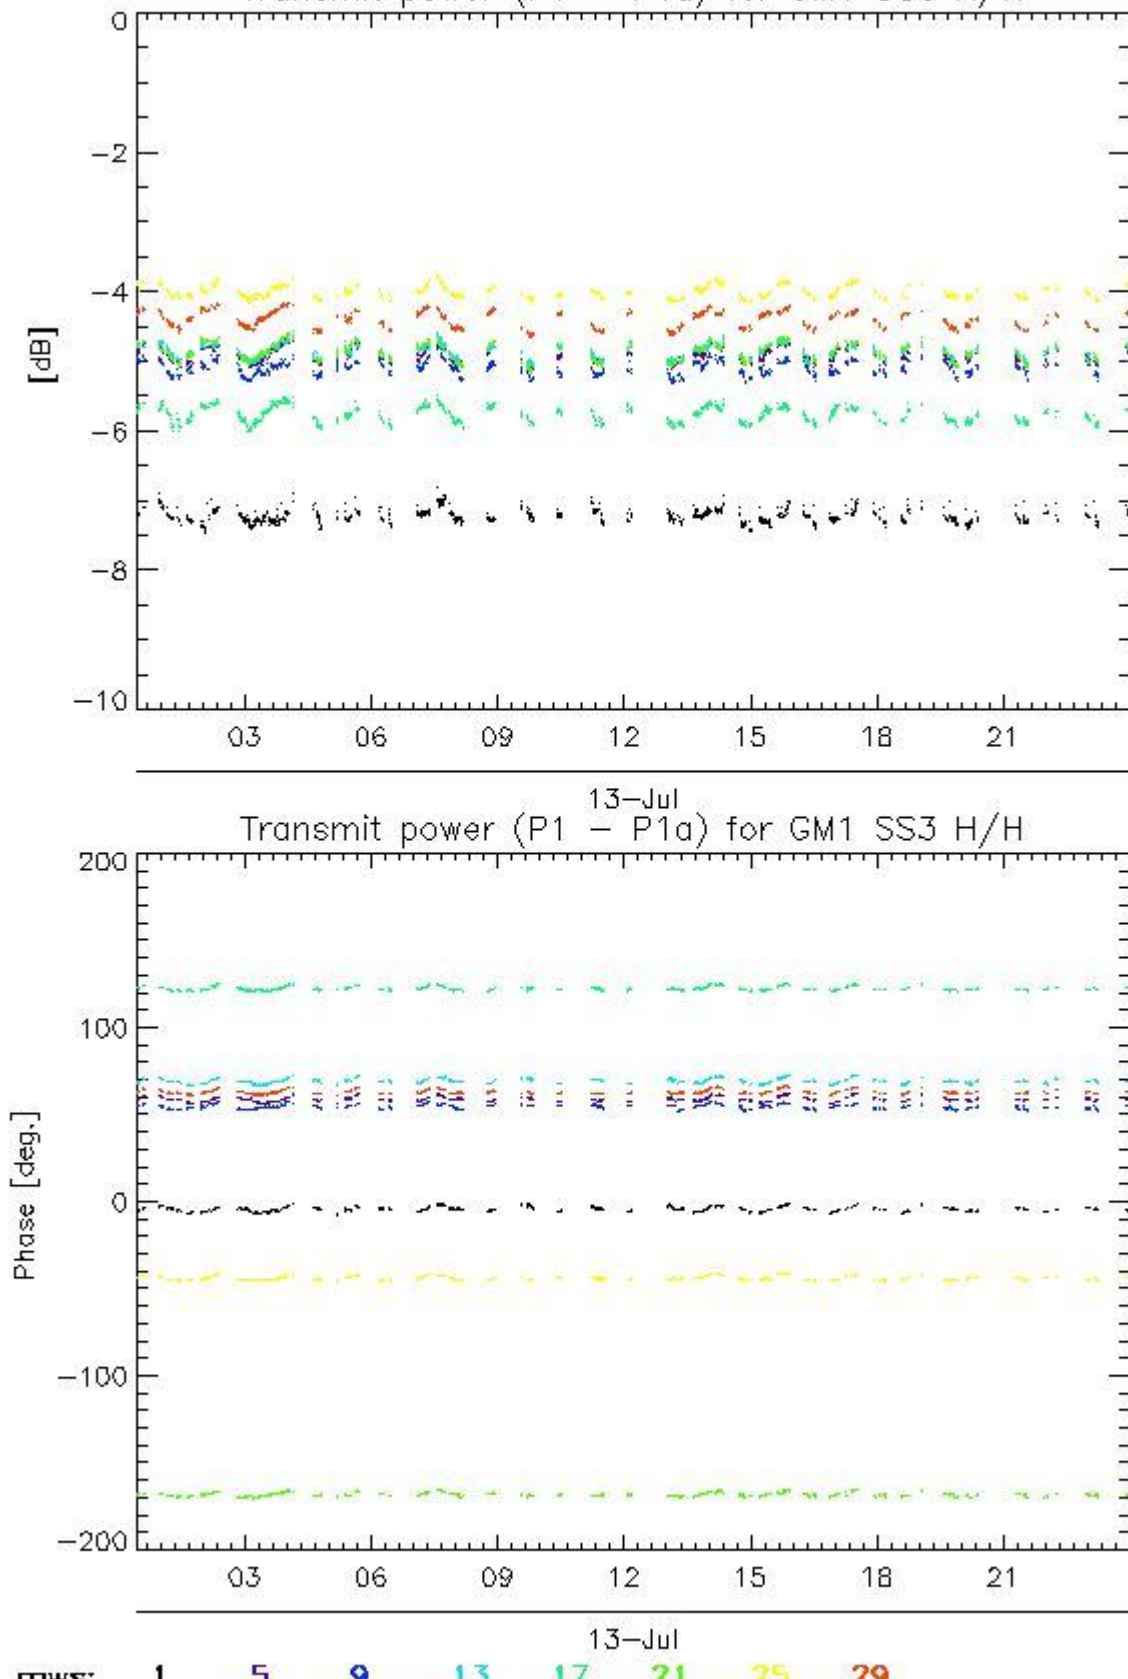 0
−2
−4
[dB]
−6
−8
−10
03 06 09 12 15 18 21
13−Jul
Transmit power (P1 − P1a) for GM1 SS3 H/H
200
100
0
Phase [deg.]
−100
−200
03 06 09 12 15 18 21
13−Jul
1 5 9 13 17 21 25 29